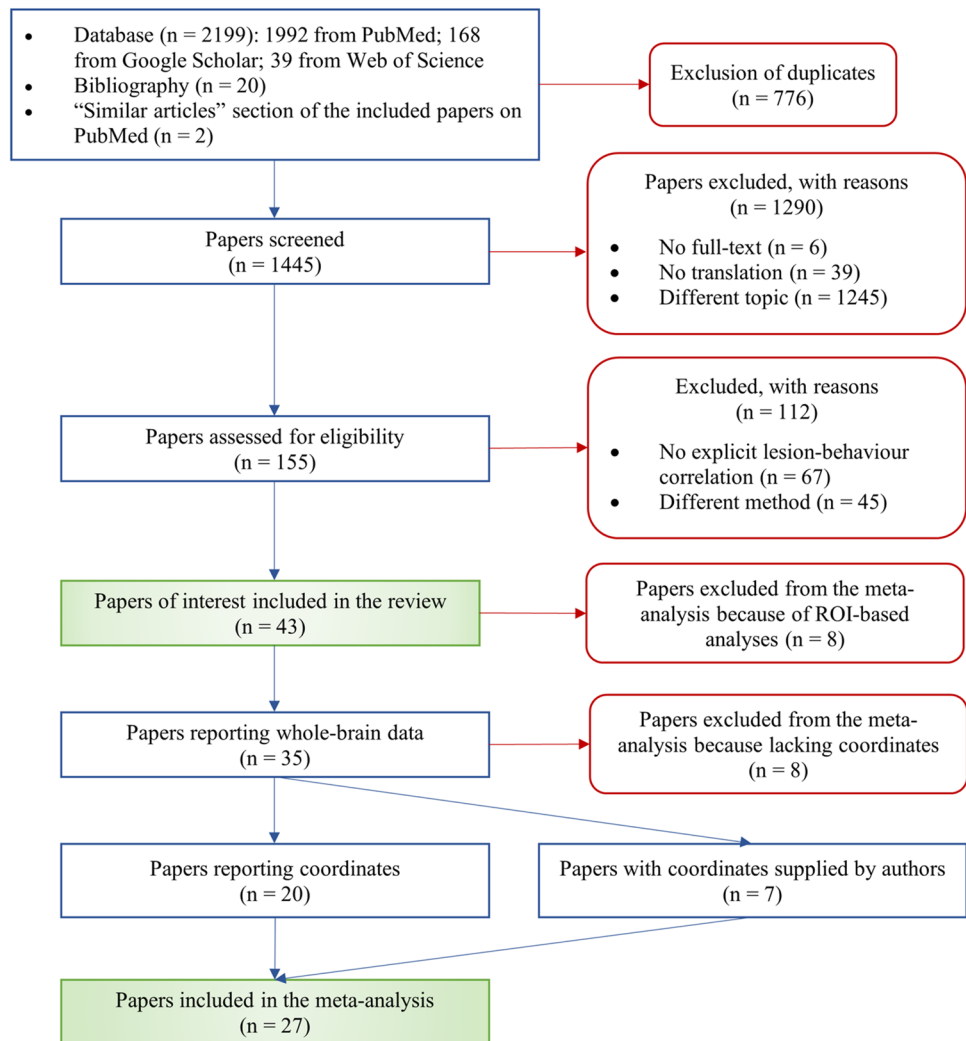 • Database (n = 2199): 1992 from PubMed; 168
from Google Scholar; 39 from Web of Science
• Bibliography (n = 20)
• “Similar articles” section of the included papers on
PubMed (n = 2)
Exclusion of duplicates
(n = 776)
Papers screened
(n = 1445)
Papers excluded, with reasons
(n = 1290)
• No full-text (n = 6)
• No translation (n = 39)
• Different topic (n = 1245)
Papers assessed for eligibility
(n = 155)
Excluded, with reasons
(n = 112)
• No explicit lesion-behaviour
correlation (n = 67)
• Different method (n = 45)
Papers of interest included in the review
(n = 43)
Papers excluded from the meta-
analysis because of ROI-based
analyses (n = 8)
Papers reporting whole-brain data
(n = 35)
Papers excluded from the meta-
analysis because lacking coordinates
(n = 8)
Papers reporting coordinates
(n = 20)
Papers with coordinates supplied by authors
(n = 7)
Papers included in the meta-analysis
(n = 27)